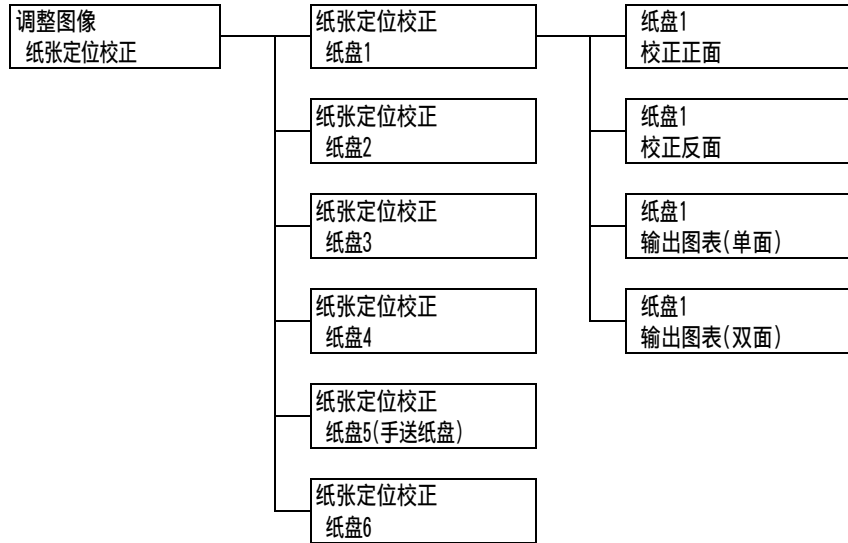 调整图像
纸张定位校正
纸张定位校正
纸盘1
纸盘1
校正正面
纸张定位校正
纸盘2
纸盘1
校正反面
纸张定位校正
纸盘3
纸盘1
输出图表(单面)
纸张定位校正
纸盘4
纸盘1
输出图表(双面)
纸张定位校正
纸盘5(手送纸盘)
纸张定位校正
纸盘6